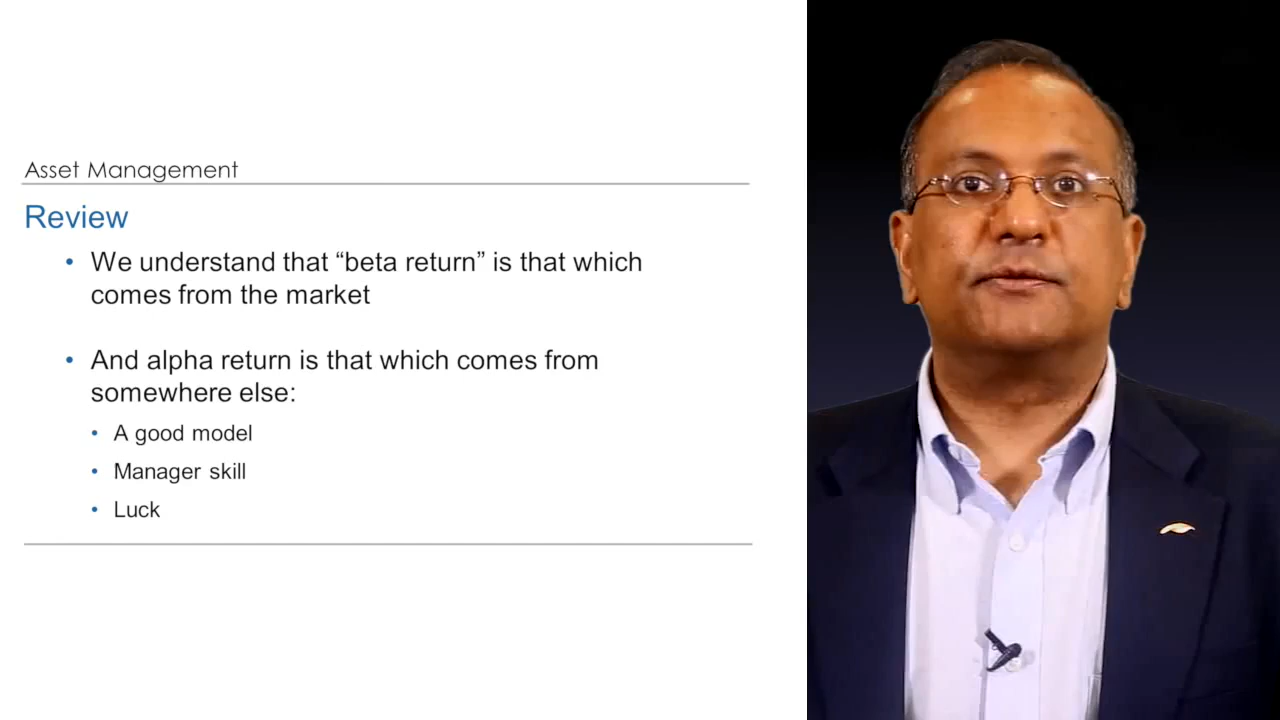 Asset Management
Review
• We understand that “beta return” is that which
comes from the market
• And alpha return is that which comes from
somewhere else:
• A good model
• Manager skill
• Luck